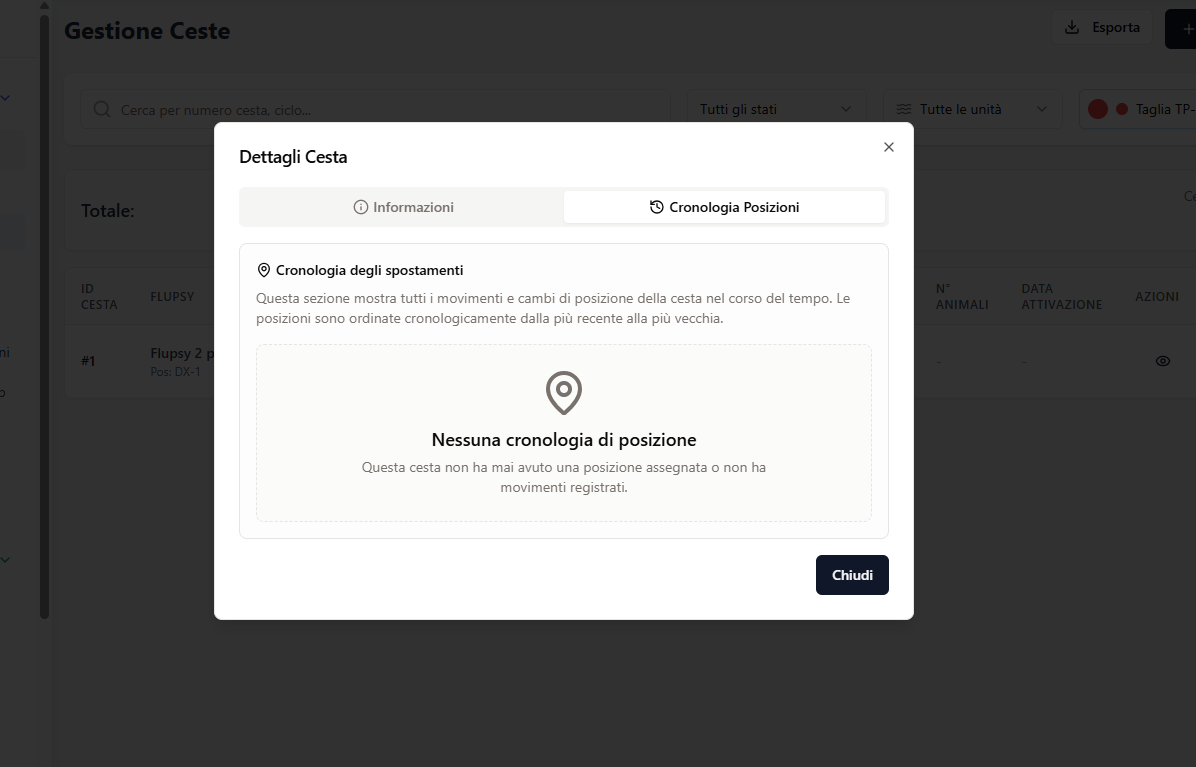 Gestione Ceste
Esporta
Cerca per numero cesta, ciclo...
Tutti gli stati
Tutte le unità
Taglia TP-
Dettagli Cesta
Informazioni
Cronologia Posizioni
Totale:
Cronologia degli spostamenti
Questa sezione mostra tutti i movimenti e cambi di posizione della cesta nel corso del tempo. Le
posizioni sono ordinate cronologicamente dalla più recente alla più vecchia.
ID
CESTA
FLUPSY
N°
ANIMALI
DATA
ATTIVAZIONE
AZIONI
#1
Flupsy 2 p
Pos: DX-1
-
-
Nessuna cronologia di posizione
Questa cesta non ha mai avuto una posizione assegnata o non ha
movimenti registrati.
Chiudi